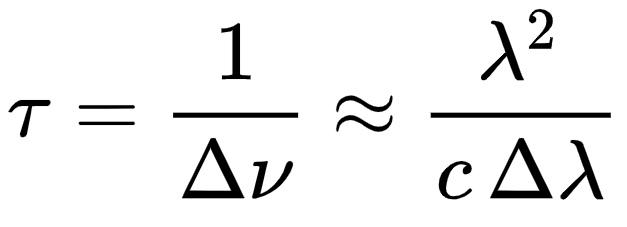 τ = 1/Δν ≈ λ²/(c Δλ)